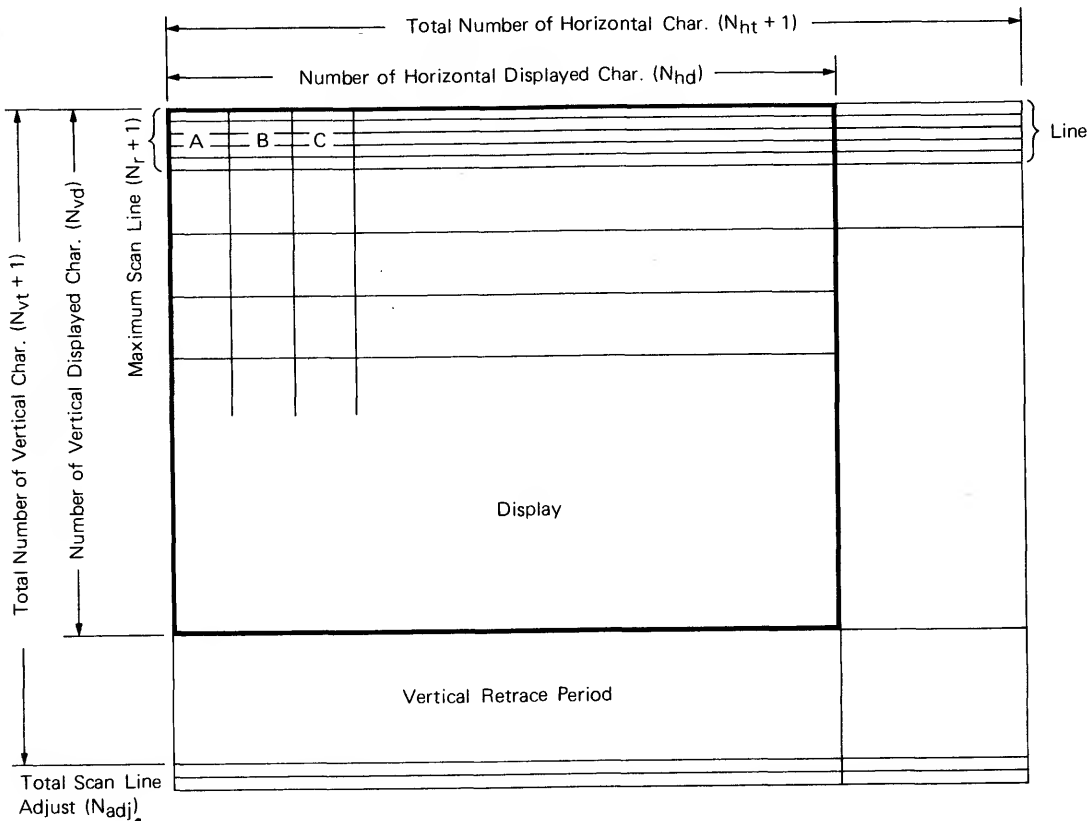 Total Number of Horizontal Char. (Nht + 1)
Number of Horizontal Displayed Char. (Nhd)
Total Number of Vertical Char. (Nvt + 1)
Number of Vertical Displayed Char. (Nvd)
Maximum Scan Line (Nr + 1)
A B C
Line
Display
Vertical Retrace Period
Total Scan Line
Adjust (Nadj)